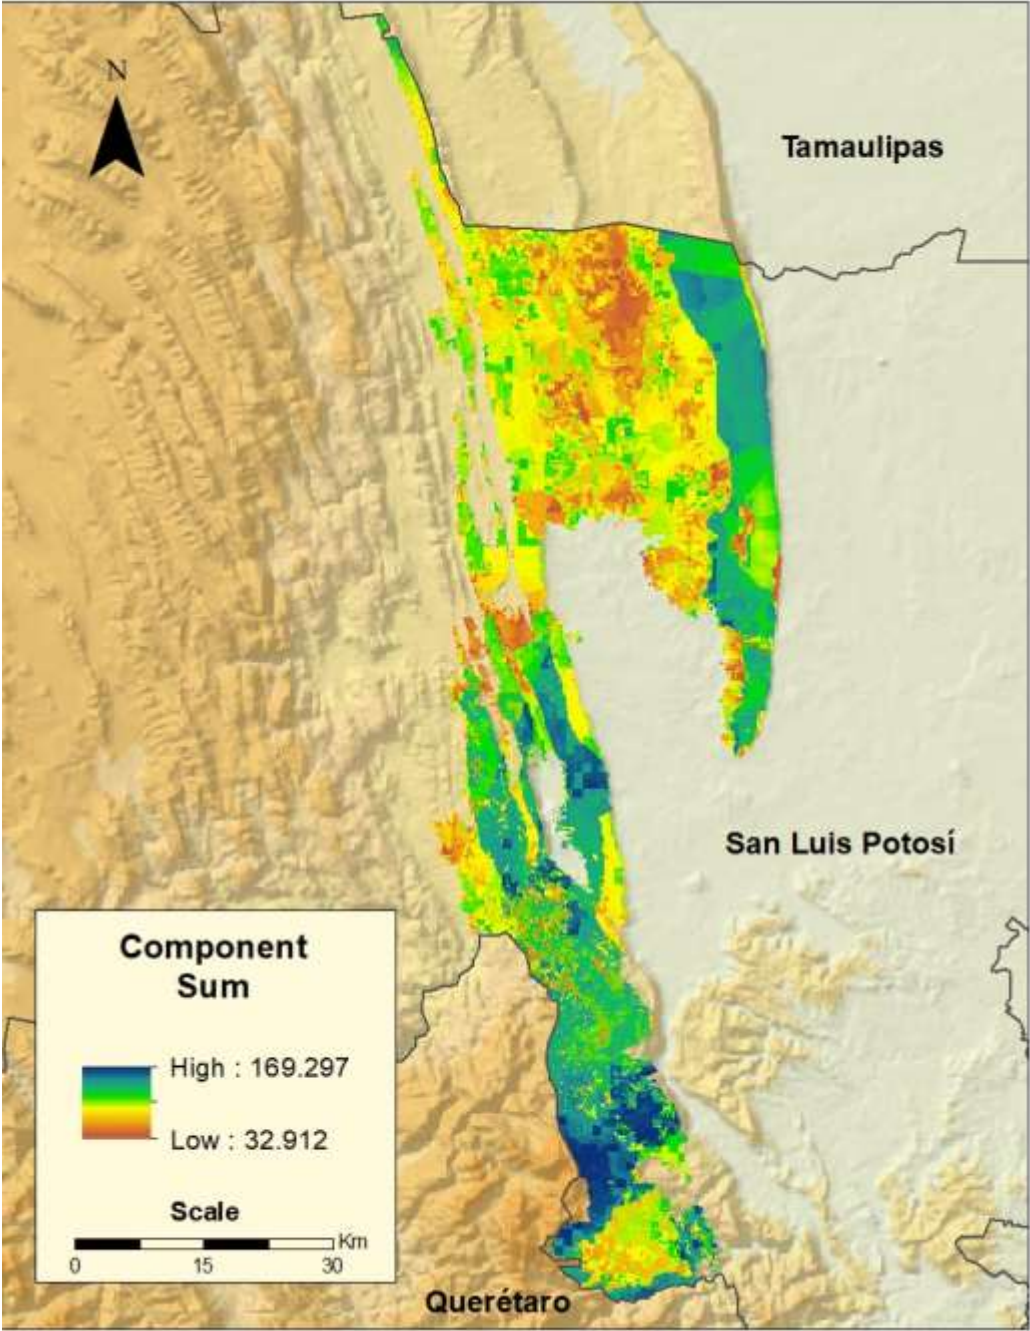 N
Tamaulipas
San Luis Potosí
Component
Sum
High : 169.297
Low : 32.912
Scale
Km
0 15 30
Querétaro